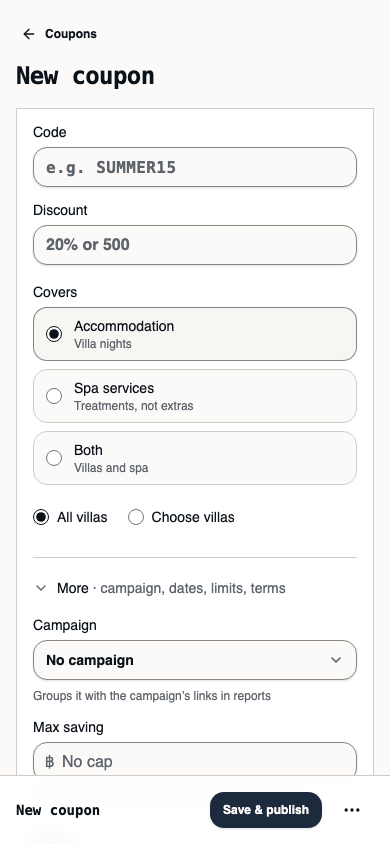 Coupons
New coupon
Code
e.g. SUMMER15
Discount
20% or 500
Covers
Accommodation
Villa nights
Spa services
Treatments, not extras
Both
Villas and spa
All villas Choose villas
More · campaign, dates, limits, terms
Campaign
No campaign
Groups it with the campaign’s links in reports
Max saving
฿ No cap
New coupon Save & publish